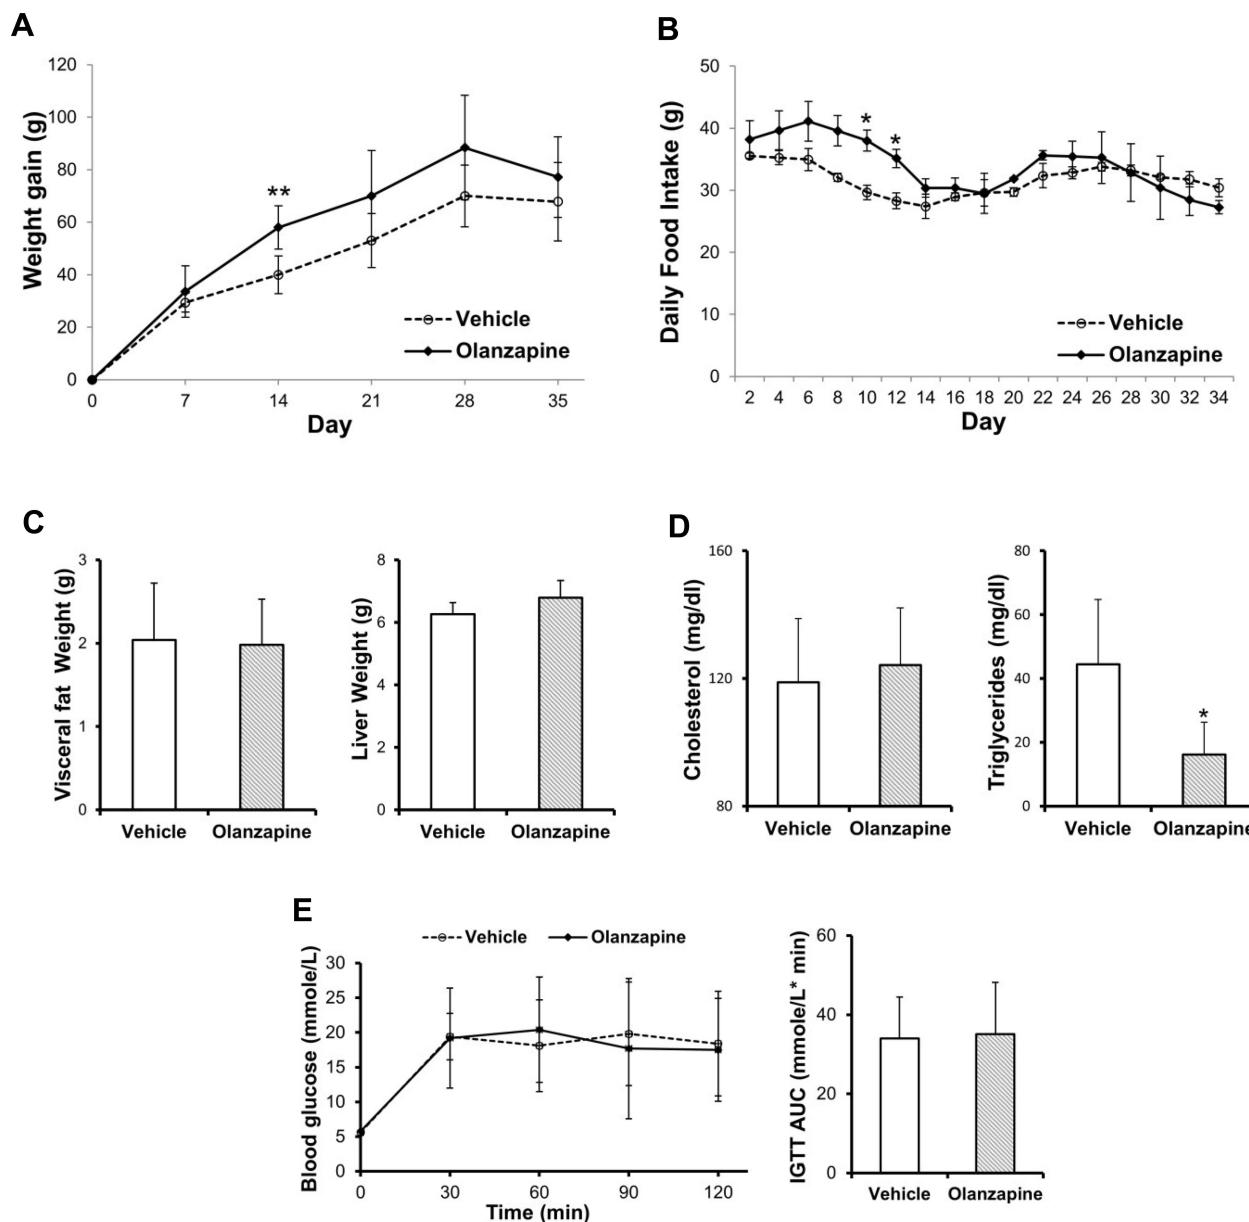 A
Weight gain (g)
120
100
80
60
40
20
0
**
Vehicle
Olanzapine
0 7 14 21 28 35
Day
B
Daily Food Intake (g)
50
40
30
20
10
0
* *
Vehicle
Olanzapine
2 4 6 8 10 12 14 16 18 20 22 24 26 28 30 32 34
Day
C
Visceral fat Weight (g)
3
2
1
0
Vehicle Olanzapine
Liver Weight (g)
8
6
4
2
0
Vehicle Olanzapine
D
Cholesterol (mg/dl)
160
120
80
Vehicle Olanzapine
Triglycerides (mg/dl)
80
60
40
20
0
*
Vehicle Olanzapine
E
Vehicle Olanzapine
Blood glucose (mmole/L)
30
25
20
15
10
5
0
0 30 60 90 120
Time (min)
IGTT AUC (mmole/L* min)
60
40
20
0
Vehicle Olanzapine